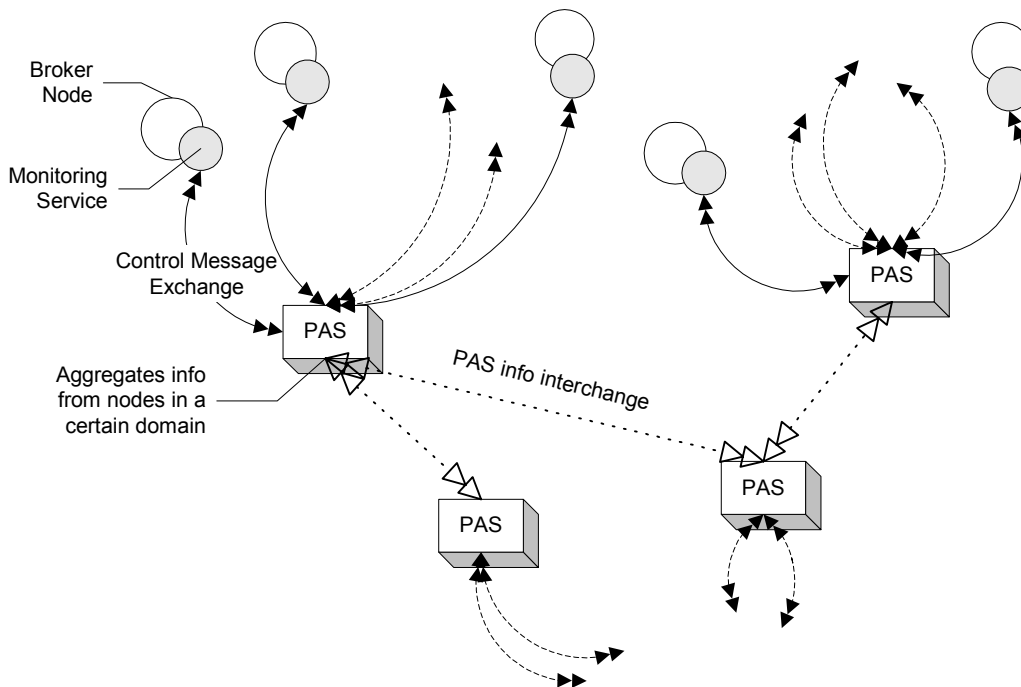 Broker
Node
Monitoring
Service
Control Message
Exchange
PAS
PAS
Aggregates info
from nodes in a
certain domain
PAS info interchange
PAS
PAS